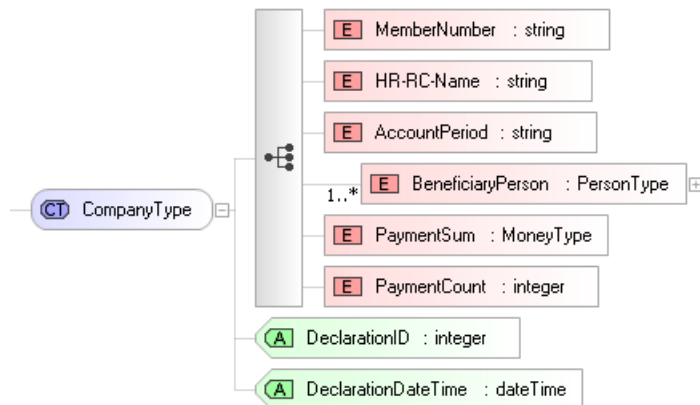 E MemberNumber : string
E HR-RC-Name : string
E AccountPeriod : string
E BeneficiaryPerson : PersonType
1..*
CT CompanyType
E PaymentSum : MoneyType
E PaymentCount : integer
A DeclarationID : integer
A DeclarationDateTime : dateTime